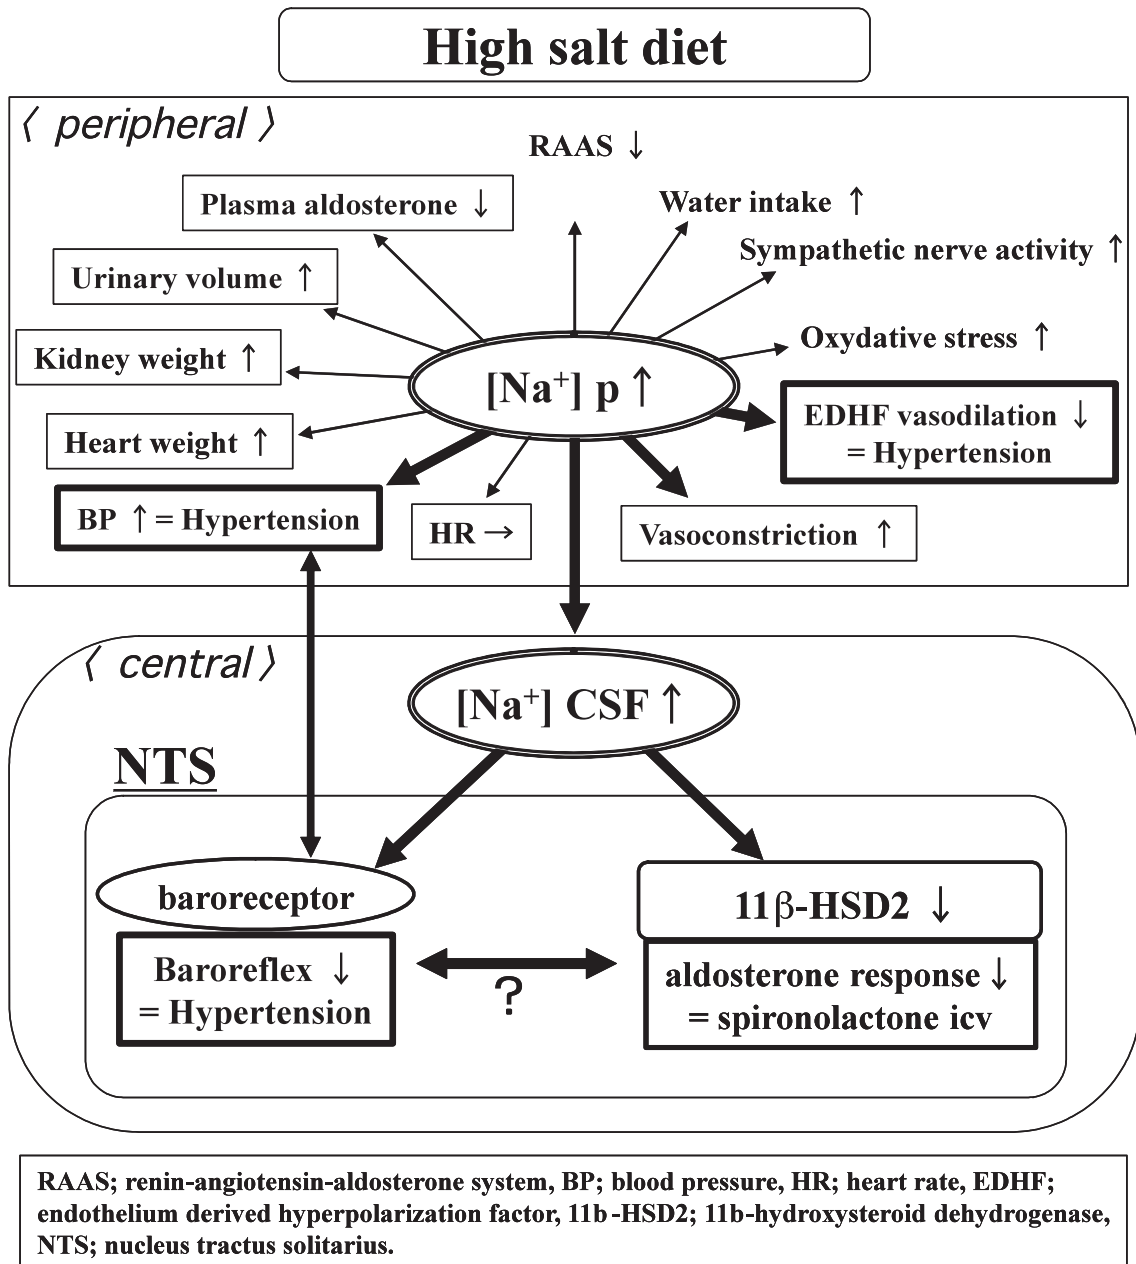 High salt diet
〈 peripheral 〉
RAAS ↓
Plasma aldosterone ↓
Water intake ↑
Sympathetic nerve activity ↑
Urinary volume ↑
Oxydative stress ↑
Kidney weight ↑
[Na⁺] p ↑
EDHF vasodilation ↓
= Hypertension
Heart weight ↑
BP ↑ = Hypertension
HR →
Vasoconstriction ↑
〈 central 〉
[Na⁺] CSF ↑
NTS
baroreceptor
11β-HSD2 ↓
Baroreflex ↓
= Hypertension
?
aldosterone response ↓
= spironolactone icv
RAAS; renin-angiotensin-aldosterone system, BP; blood pressure, HR; heart rate, EDHF;
endothelium derived hyperpolarization factor, 11b-HSD2; 11b-hydroxysteroid dehydrogenase,
NTS; nucleus tractus solitarius.